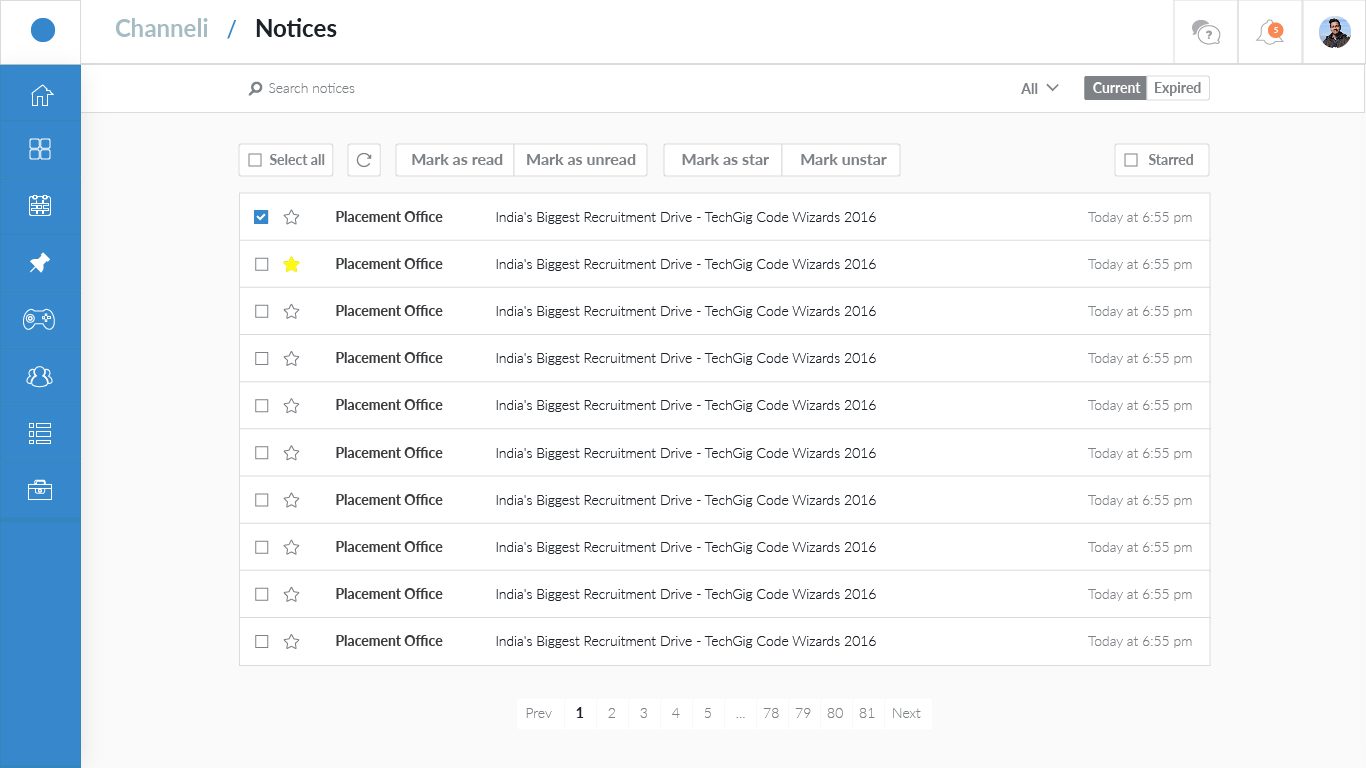 Channeli / Notices
?
5
Search notices
All
Current Expired
Select all Mark as read Mark as unread Mark as star Mark unstar Starred
Placement Office India's Biggest Recruitment Drive - TechGig Code Wizards 2016 Today at 6:55 pm
Placement Office India's Biggest Recruitment Drive - TechGig Code Wizards 2016 Today at 6:55 pm
Placement Office India's Biggest Recruitment Drive - TechGig Code Wizards 2016 Today at 6:55 pm
Placement Office India's Biggest Recruitment Drive - TechGig Code Wizards 2016 Today at 6:55 pm
Placement Office India's Biggest Recruitment Drive - TechGig Code Wizards 2016 Today at 6:55 pm
Placement Office India's Biggest Recruitment Drive - TechGig Code Wizards 2016 Today at 6:55 pm
Placement Office India's Biggest Recruitment Drive - TechGig Code Wizards 2016 Today at 6:55 pm
Placement Office India's Biggest Recruitment Drive - TechGig Code Wizards 2016 Today at 6:55 pm
Placement Office India's Biggest Recruitment Drive - TechGig Code Wizards 2016 Today at 6:55 pm
Placement Office India's Biggest Recruitment Drive - TechGig Code Wizards 2016 Today at 6:55 pm
Prev 1 2 3 4 5 ... 78 79 80 81 Next